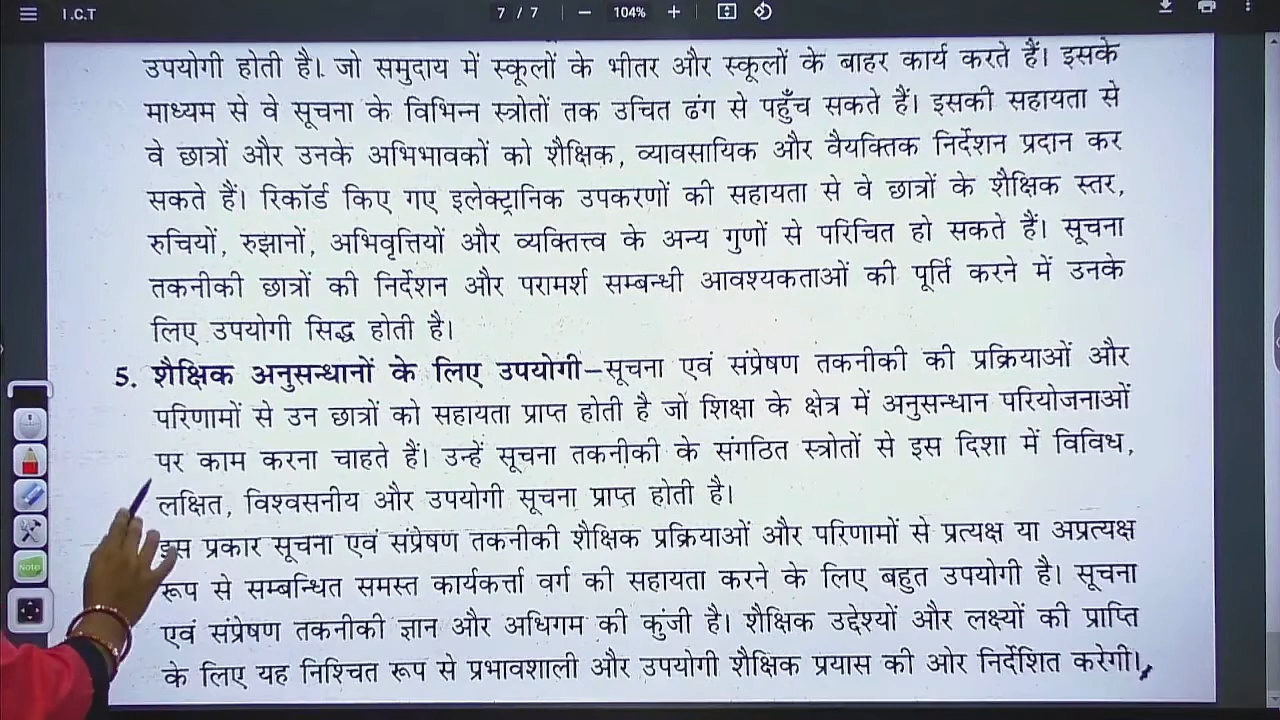 I.C.T
7 / 7
104%
उपयोगी होती है। जो समुदाय में स्कूलों के भीतर और स्कूलों के बाहर कार्य करते हैं। इसके
माध्यम से वे सूचना के विभिन्न स्त्रोतों तक उचित ढंग से पहुँच सकते हैं। इसकी सहायता से
वे छात्रों और उनके अभिभावकों को शैक्षिक, व्यावसायिक और वैयक्तिक निर्देशन प्रदान कर
सकते हैं। रिकॉर्ड किए गए इलेक्ट्रानिक उपकरणों की सहायता से वे छात्रों के शैक्षिक स्तर,
रुचियों, रुझानों, अभिवृत्तियों और व्यक्तित्त्व के अन्य गुणों से परिचित हो सकते हैं। सूचना
तकनीकी छात्रों की निर्देशन और परामर्श सम्बन्धी आवश्यकताओं की पूर्ति करने में उनके
लिए उपयोगी सिद्ध होती है।
5. शैक्षिक अनुसन्धानों के लिए उपयोगी–सूचना एवं संप्रेषण तकनीकी की प्रक्रियाओं और
परिणामों से उन छात्रों को सहायता प्राप्त होती है जो शिक्षा के क्षेत्र में अनुसन्धान परियोजनाओं
पर काम करना चाहते हैं। उन्हें सूचना तकनीकी के संगठित स्त्रोतों से इस दिशा में विविध,
लक्षित, विश्वसनीय और उपयोगी सूचना प्राप्त होती है।
इस प्रकार सूचना एवं संप्रेषण तकनीकी शैक्षिक प्रक्रियाओं और परिणामों से प्रत्यक्ष या अप्रत्यक्ष
रूप से सम्बन्धित समस्त कार्यकर्त्ता वर्ग की सहायता करने के लिए बहुत उपयोगी है। सूचना
एवं संप्रेषण तकनीकी ज्ञान और अधिगम की कुंजी है। शैक्षिक उद्देश्यों और लक्ष्यों की प्राप्ति
के लिए यह निश्चित रूप से प्रभावशाली और उपयोगी शैक्षिक प्रयास की ओर निर्देशित करेगी।
NOTE